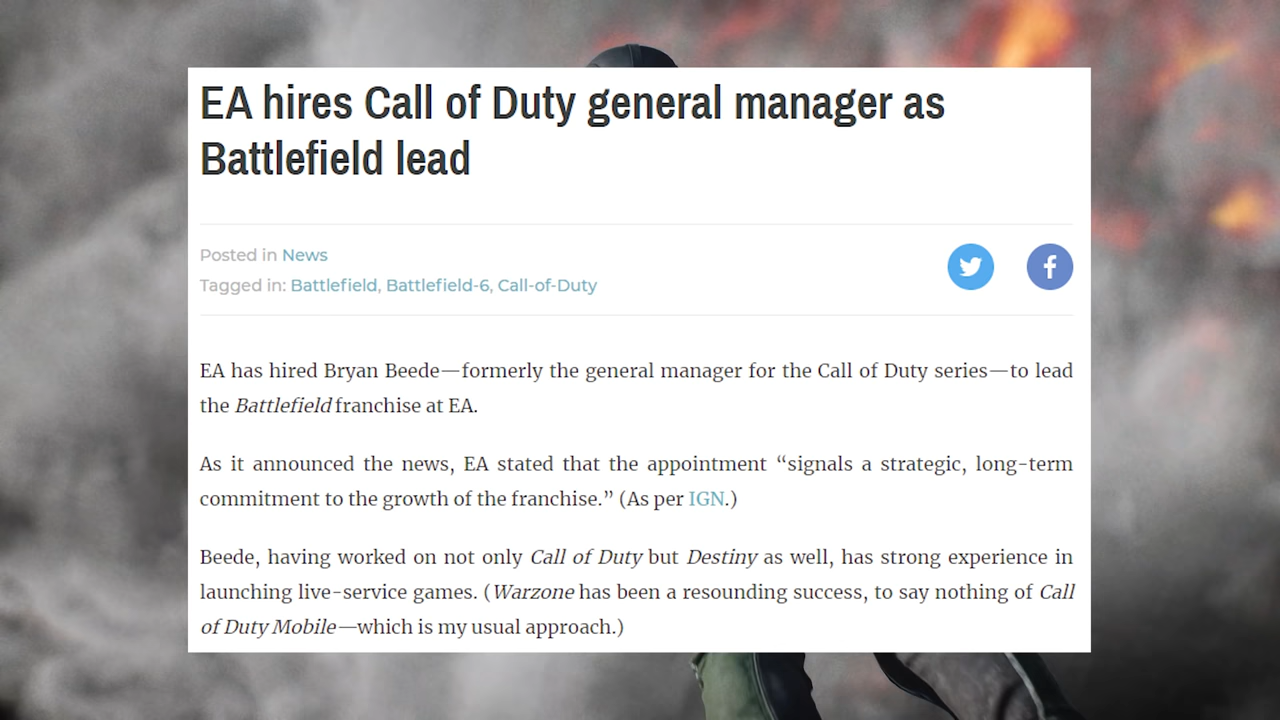 EA hires Call of Duty general manager as
Battlefield lead
Posted in News
Tagged in: Battlefield, Battlefield-6, Call-of-Duty
EA has hired Bryan Beede—formerly the general manager for the Call of Duty series—to lead
the Battlefield franchise at EA.
As it announced the news, EA stated that the appointment “signals a strategic, long-term
commitment to the growth of the franchise.” (As per IGN.)
Beede, having worked on not only Call of Duty but Destiny as well, has strong experience in
launching live-service games. (Warzone has been a resounding success, to say nothing of Call
of Duty Mobile—which is my usual approach.)